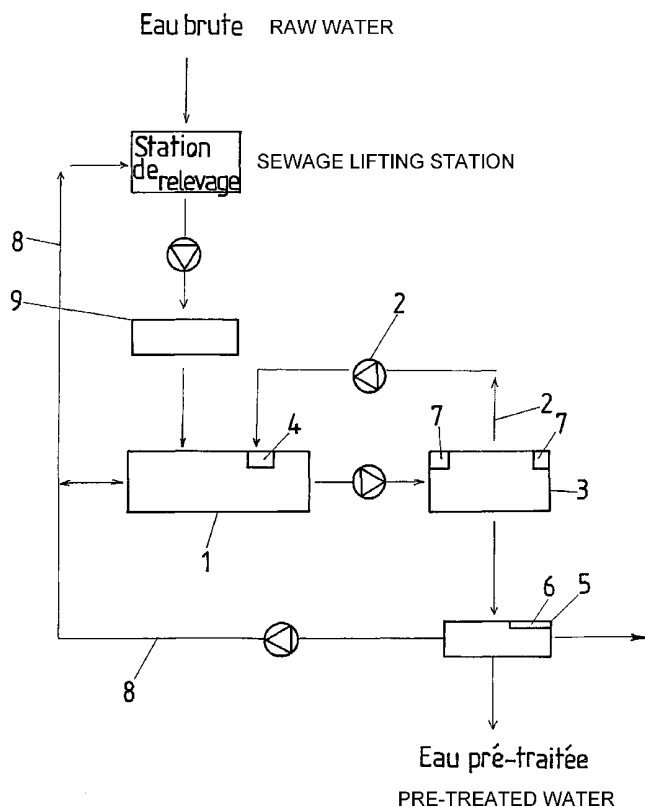 Eau brute RAW WATER
Station
de relevage
SEWAGE LIFTING STATION
8
9
2
2
7
7
4
3
1
6
5
8
Eau pré-traitée
PRE-TREATED WATER